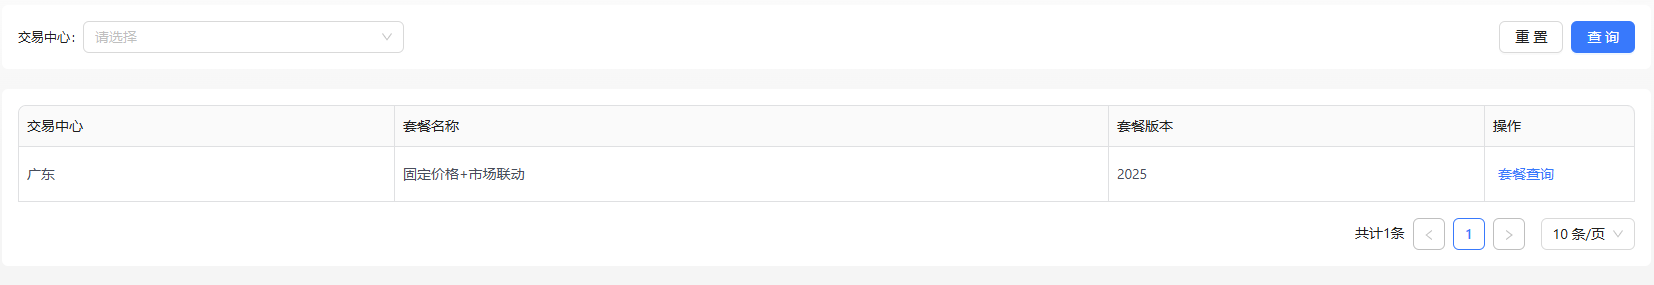 交易中心： 请选择 重 置 查 询
交易中心 套餐名称 套餐版本 操作
广东 固定价格+市场联动 2025 套餐查询
共计1条 < 1 > 10 条/页